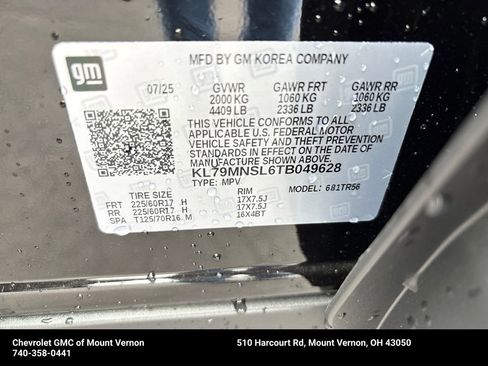 gm
MFD BY GM KOREA COMPANY
07/25 GVWR GAWR FRT GAWR RR
2000 KG 1060 KG 1060 KG
4409 LB 2336 LB 2336 LB
THIS VEHICLE CONFORMS TO ALL
APPLICABLE U.S. FEDERAL MOTOR
VEHICLE SAFETY AND THEFT PREVENTION
STANDARDS IN EFFECT ON THE DATE OF
MANUFACTURE SHOWN ABOVE.
KL79MNSL6TB049628
TYPE: MPV MODEL: 681TR56
TIRE SIZE RIM
FRT 225/60R17 H 17X7.5J
RR 225/60R17 H 17X7.5J
SPA T125/70R16 M 16X4BT
Chevrolet GMC of Mount Vernon 510 Harcourt Rd, Mount Vernon, OH 43050
740-358-0441